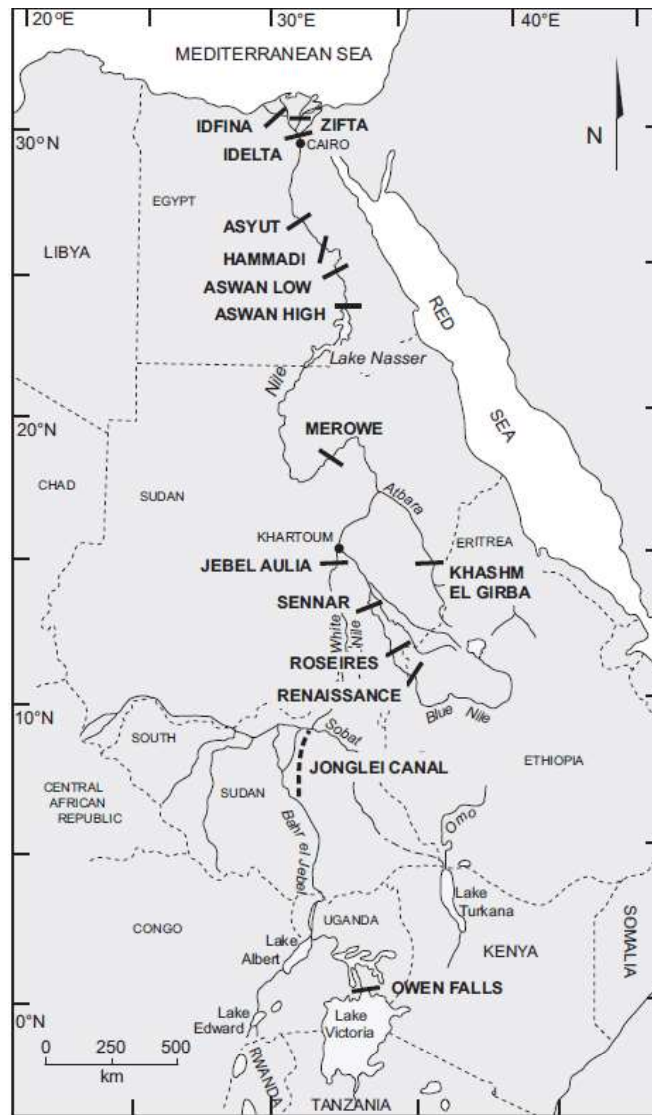 20°E
30°E
40°E
MEDITERRANEAN SEA
IDFINA
ZIFTA
30°N
IDELTA
CAIRO
N
EGYPT
ASYUT
LIBYA
HAMMADI
ASWAN LOW
ASWAN HIGH
RED
SEA
Lake Nasser
Nile
20°N
MEROWE
CHAD
SUDAN
Atbara
KHARTOUM
ERITREA
JEBEL AULIA
KHASHM
EL GIRBA
SENNAR
White
Nile
ROSEIRES
RENAISSANCE
10°N
Blue Nile
SOUTH
SUDAN
Sobat
JONGLEI CANAL
ETHIOPIA
CENTRAL
AFRICAN
REPUBLIC
Bahr el Jebel
Omo
Lake
Turkana
CONGO
UGANDA
Lake
Albert
KENYA
SOMALIA
OWEN FALLS
0°N
Lake
Edward
Lake
Victoria
0 250 500
km
RWANDA
TANZANIA